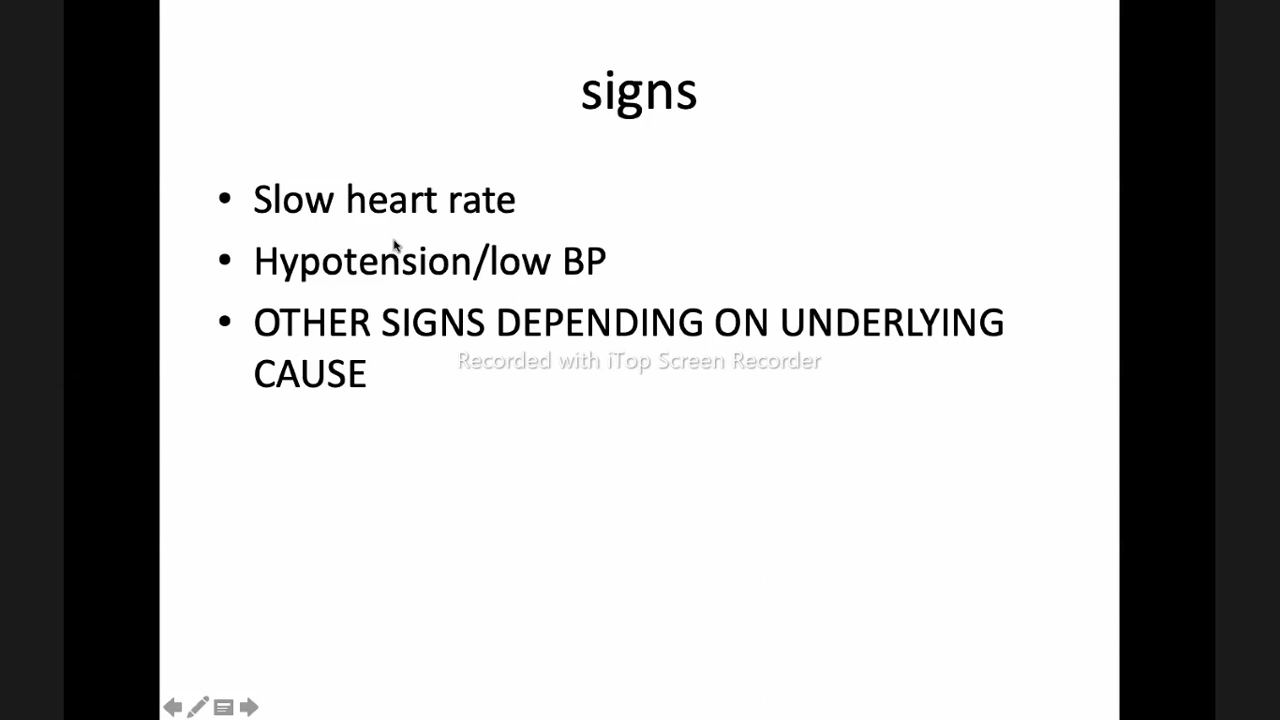 signs
• Slow heart rate
• Hypotension/low BP
• OTHER SIGNS DEPENDING ON UNDERLYING
CAUSE
Recorded with iTop Screen Recorder